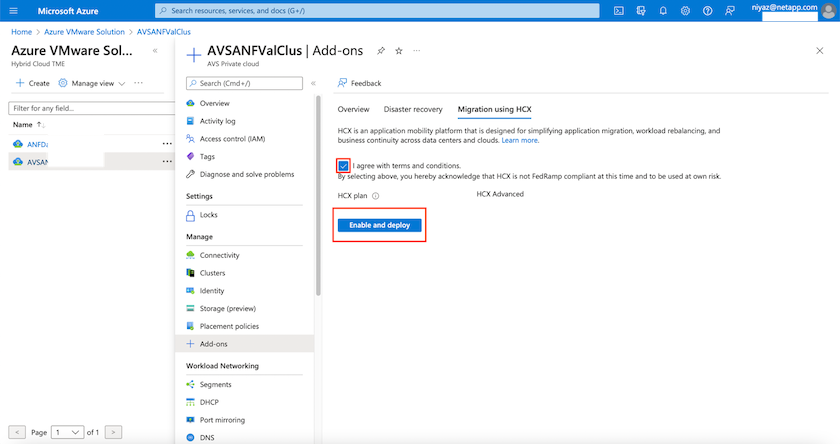 Microsoft Azure
Search resources, services, and docs (G+/)
niyaz@netapp.com
Home > Azure VMware Solution > AVSANFValClus
Azure VMware Sol...
Hybrid Cloud TME
Create
Manage view
Filter for any field...
Name
ANFD
AVSAN
Page 1 of 1
AVSANFValClus | Add-ons
AVS Private cloud
Search (Cmd+/)
Overview
Activity log
Access control (IAM)
Tags
Diagnose and solve problems
Settings
Locks
Manage
Connectivity
Clusters
Identity
Storage (preview)
Placement policies
Add-ons
Workload Networking
Segments
DHCP
Port mirroring
DNS
Feedback
Overview Disaster recovery Migration using HCX
HCX is an application mobility platform that is designed for simplifying application migration, workload rebalancing, and
business continuity across data centers and clouds. Learn more.
I agree with terms and conditions.
By selecting above, you hereby acknowledge that HCX is not FedRamp compliant at this time and to be used at own risk.
HCX plan HCX Advanced
Enable and deploy